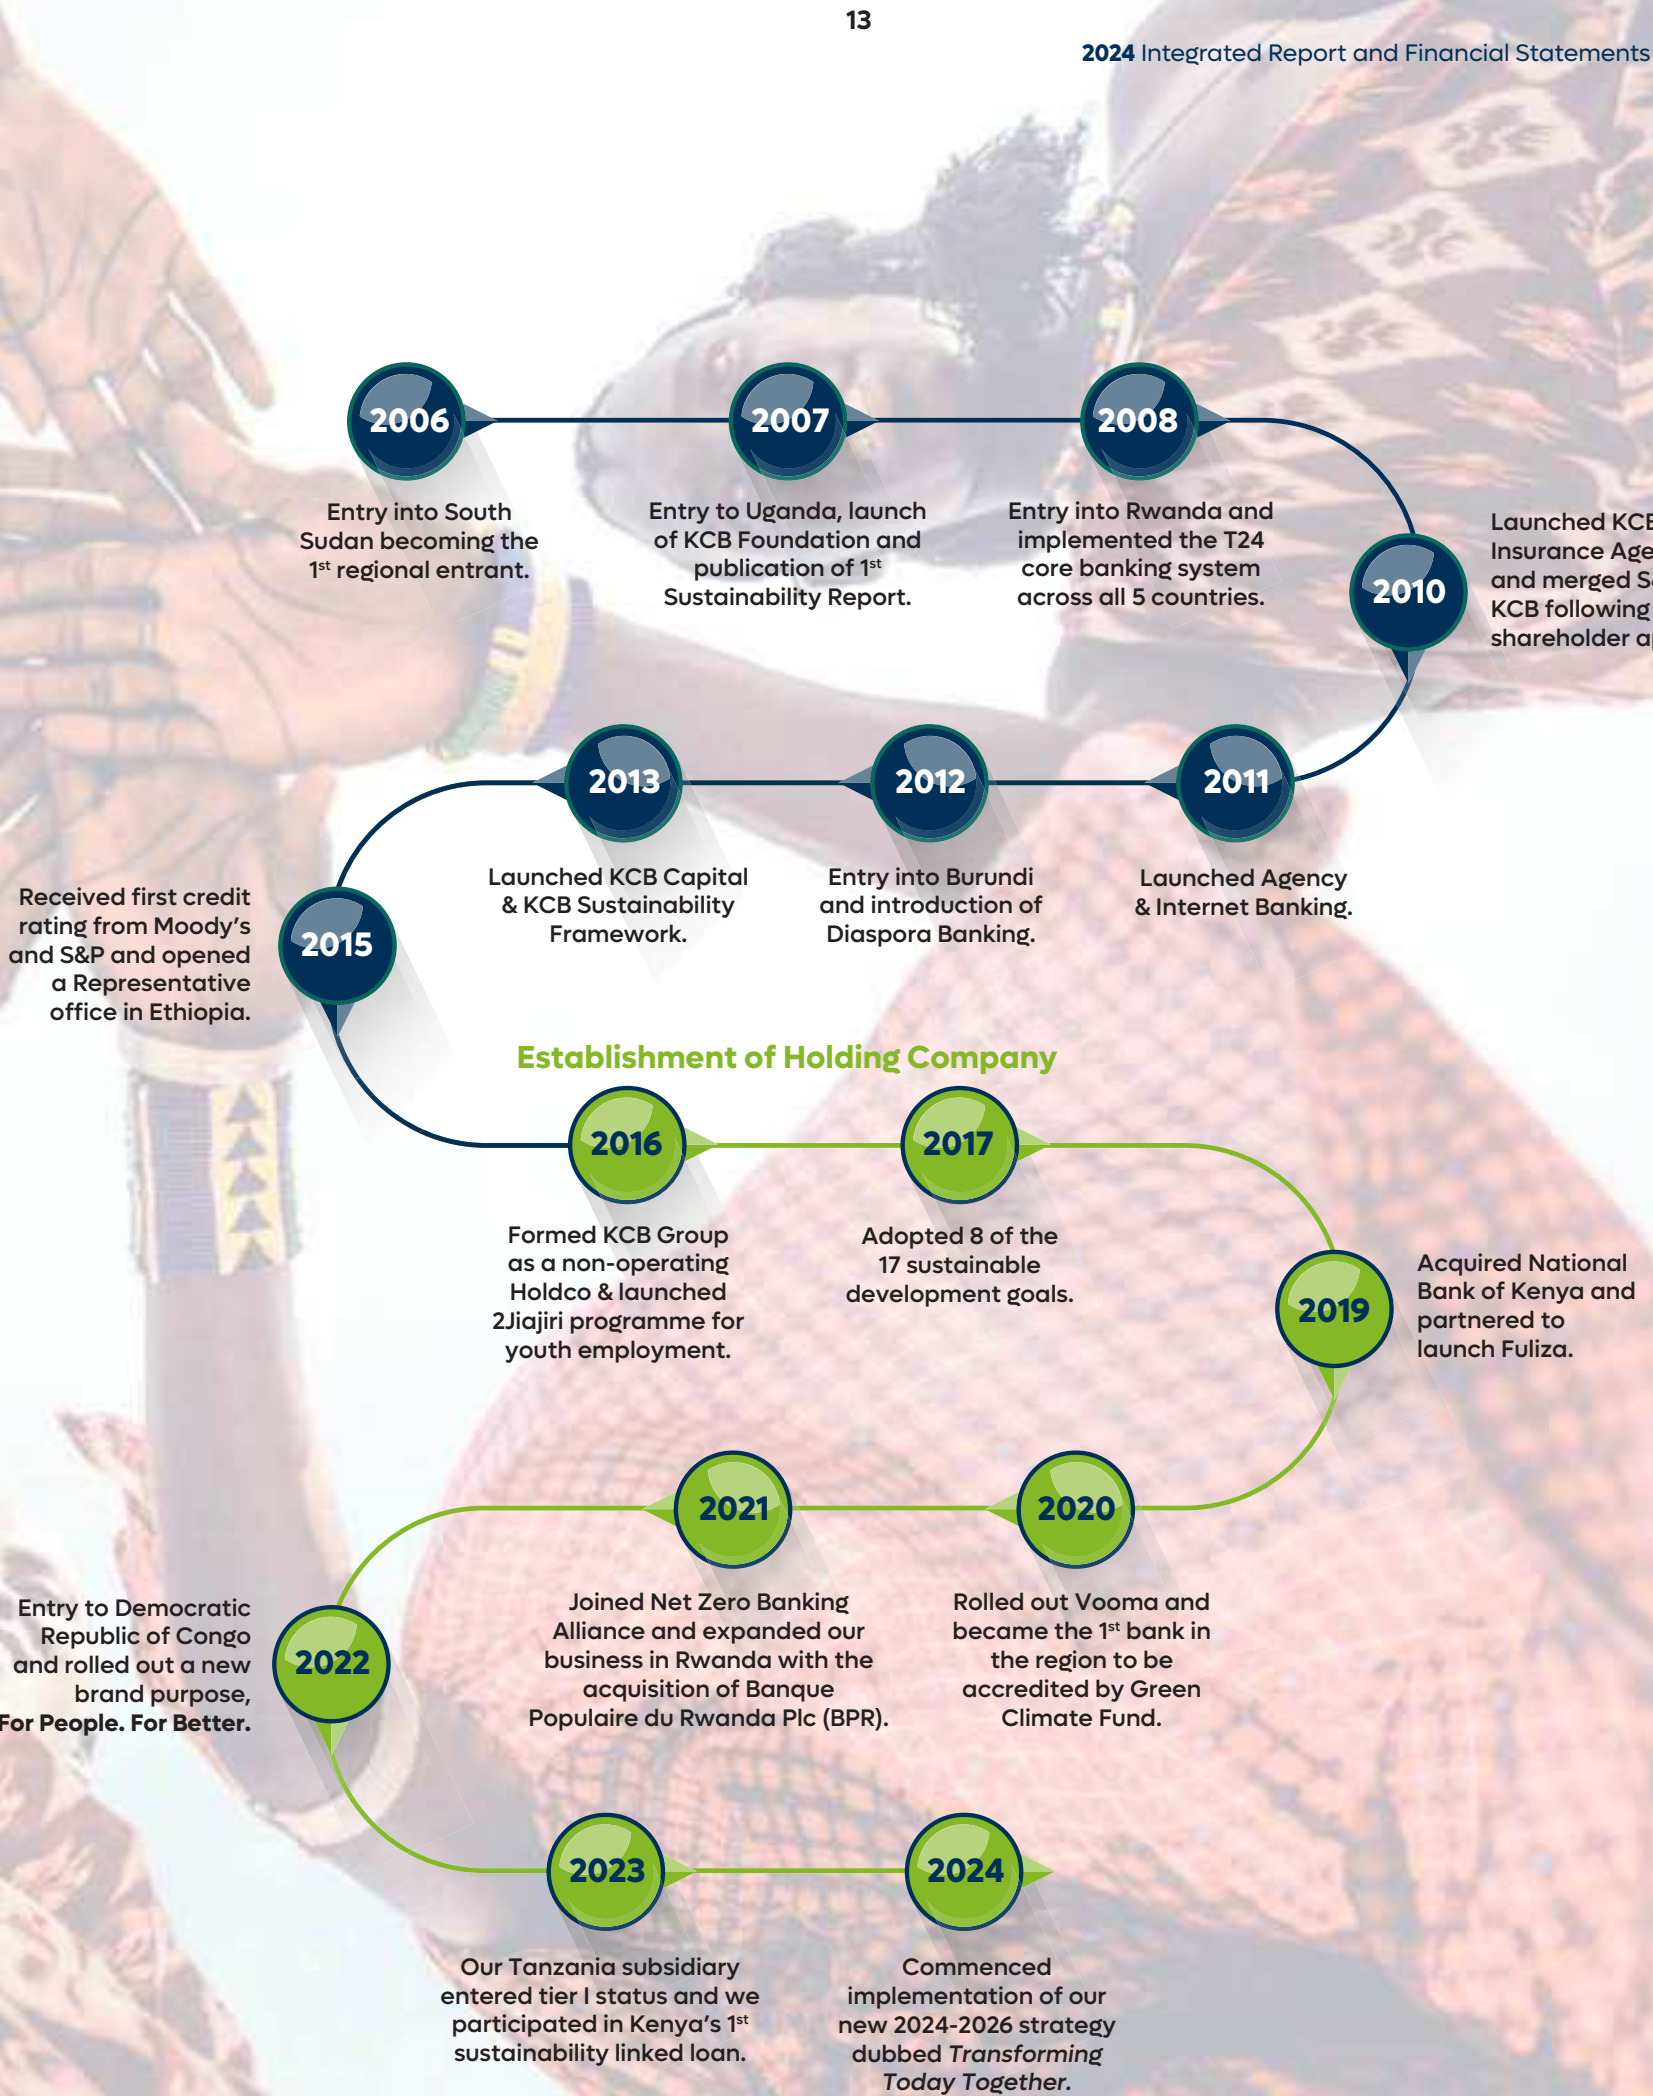 13
2024 Integrated Report and Financial Statements
2006
Entry into South
Sudan becoming the
1st regional entrant.
2007
Entry to Uganda, launch
of KCB Foundation and
publication of 1st
Sustainability Report.
2008
Entry into Rwanda and
implemented the T24
core banking system
across all 5 countries.
2010
Launched KCB
Insurance
and merged
KCB following
shareholder
2011
Launched Agency
& Internet Banking.
2012
Entry into Burundi
and introduction of
Diaspora Banking.
2013
Launched KCB Capital
& KCB Sustainability
Framework.
2015
Received first credit
rating from Moody's
and S&P and opened
a Representative
office in Ethiopia.
Establishment of Holding Company
2016
Formed KCB Group
as a non-operating
Holdco & launched
2Jiajiri programme for
youth employment.
2017
Adopted 8 of the
17 sustainable
development goals.
2019
Acquired National
Bank of Kenya and
partnered to
launch Fuliza.
2020
Rolled out Vooma and
became the 1st bank in
the region to be
accredited by Green
Climate Fund.
2021
Joined Net Zero Banking
Alliance and expanded our
business in Rwanda with the
acquisition of Banque
Populaire du Rwanda Plc (BPR).
2022
Entry to Democratic
Republic of Congo
and rolled out a new
brand purpose,
For People. For Better.
2023
Our Tanzania subsidiary
entered tier I status and we
participated in Kenya's 1st
sustainability linked loan.
2024
Commenced
implementation of our
new 2024-2026 strategy
dubbed Transforming
Today Together.